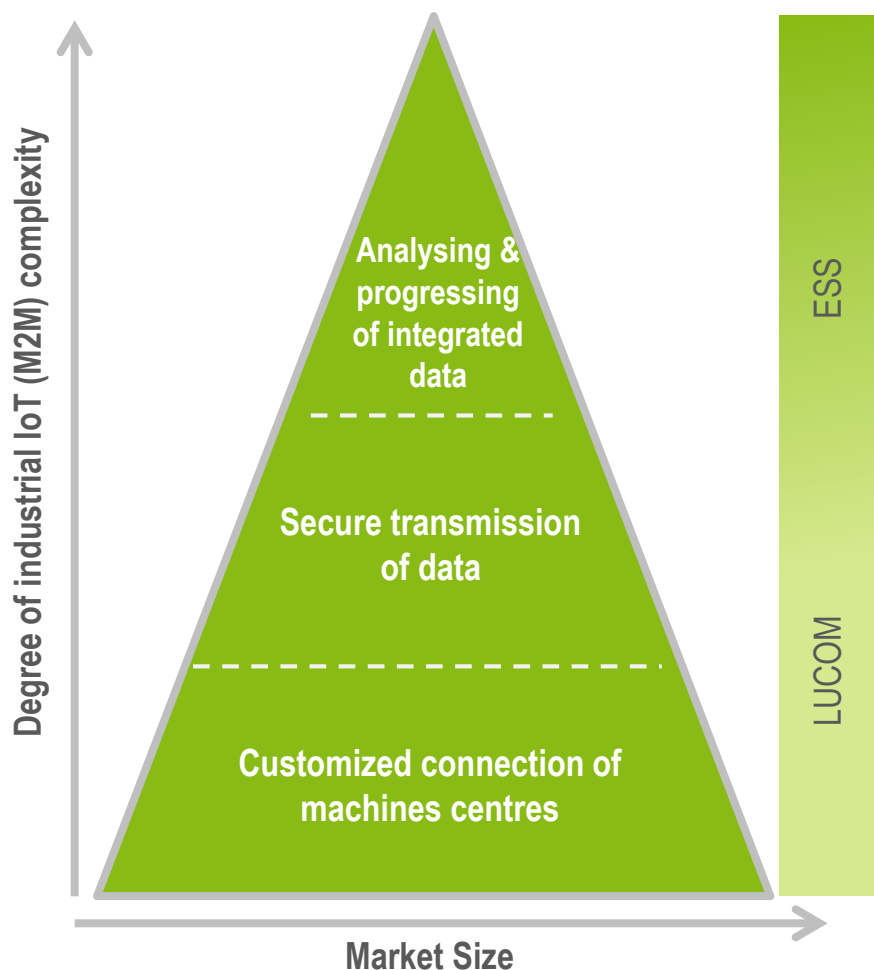 Degree of industrial IoT (M2M) complexity
Analysing &
progressing
of integrated
data
Secure transmission
of data
Customized connection of
machines centres
Market Size
ESS
LUCOM